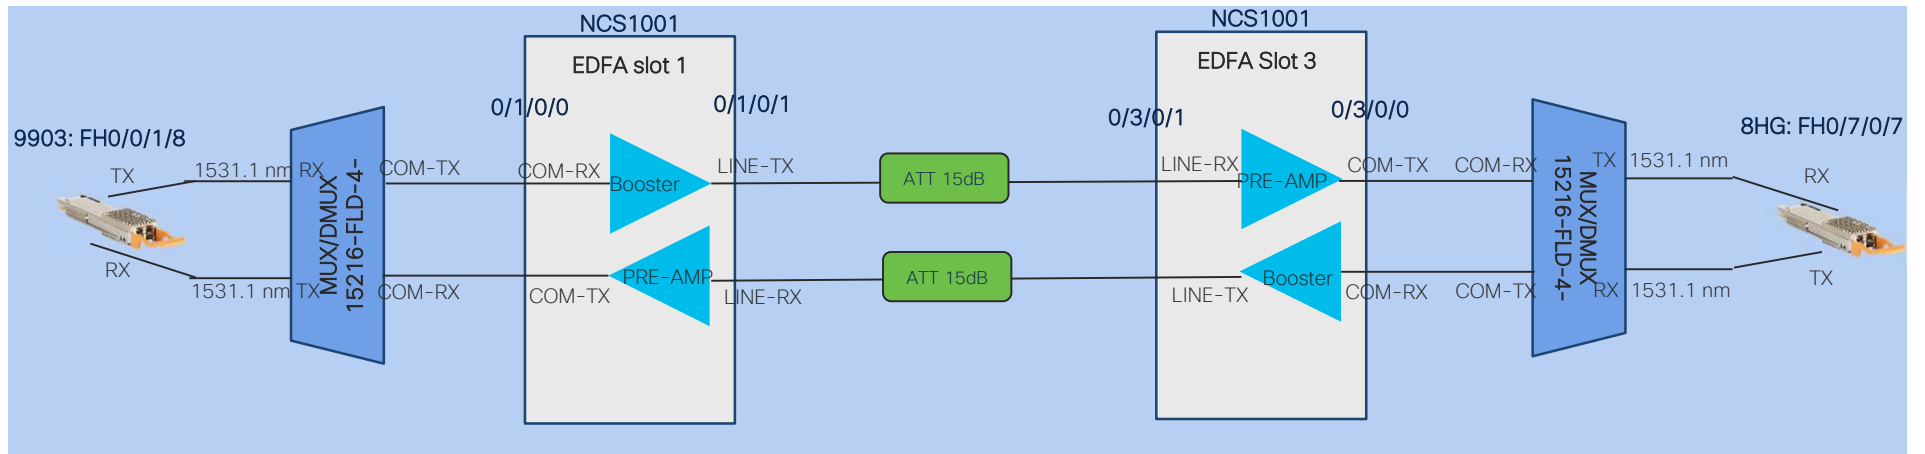 NCS1001
NCS1001
EDFA slot 1
EDFA Slot 3
0/1/0/0
0/1/0/1
0/3/0/1
0/3/0/0
9903: FH0/0/1/8
8HG: FH0/7/0/7
TX
1531.1 nm RX
COM-TX
COM-RX
Booster
LINE-TX
ATT 15dB
LINE-RX
PRE-AMP
COM-TX
COM-RX
TX 1531.1 nm
RX
MUX/DMUX
15216-FLD-4-
MUX/DMUX
15216-FLD-4-
RX
1531.1 nm TX
COM-RX
COM-TX
PRE-AMP
LINE-RX
ATT 15dB
LINE-TX
Booster
COM-RX
COM-TX
RX 1531.1 nm
TX